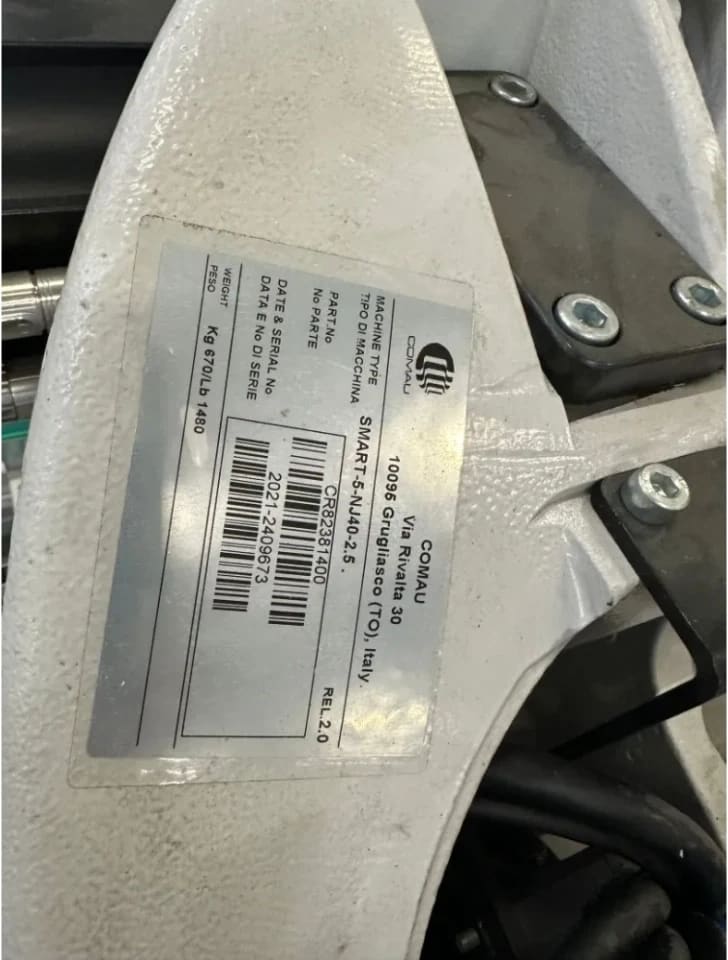 COMAU
COMAU
Via Rivalta 30
10095 Grugliasco (TO), Italy.
MACHINE TYPE
TIPO DI MACCHINA SMART-5-NJ40-2.5 .
PART.No
No PARTE
CR82381400
REL.2.0
DATE & SERIAL No
DATA E No DI SERIE
2021-2409673
WEIGHT
PESO
Kg 670/Lb 1480